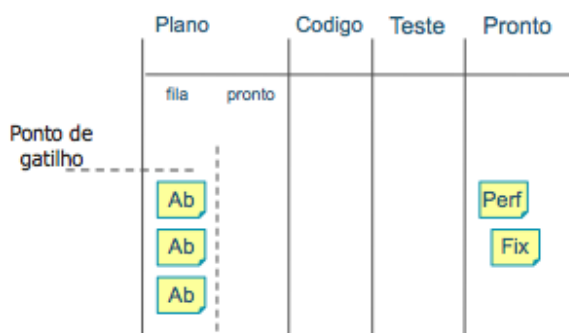 Plano
Codigo
Teste
Pronto
fila
pronto
Ponto de
gatilho
Ab
Perf
Ab
Fix
Ab